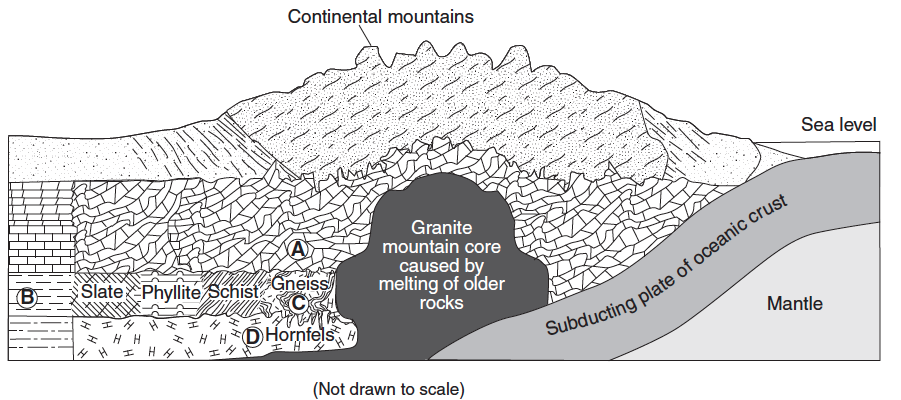 Continental mountains
Sea level
Granite
mountain core
caused by
melting of older
rocks
A
B
Slate
Phyllite
Schist
Gneiss
C
D
Hornfels
Subducting plate of oceanic crust
Mantle
(Not drawn to scale)